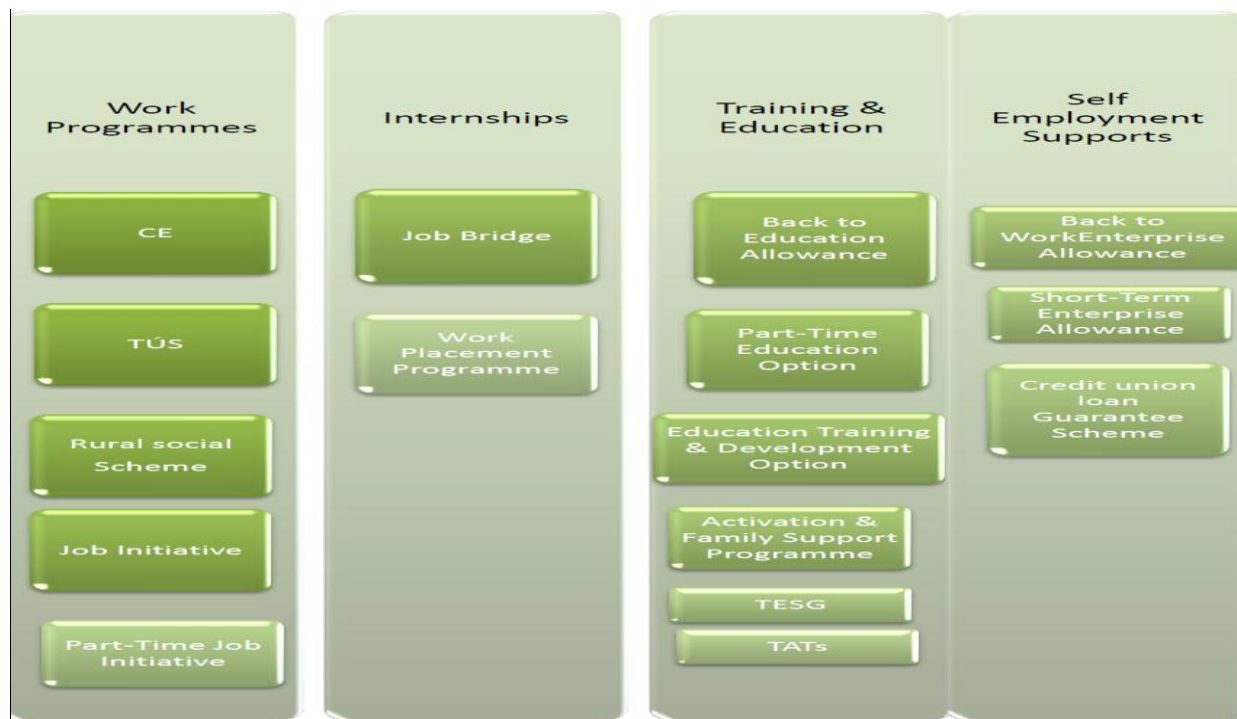 Work
Programmes
CE
TÚS
Rural social
Scheme
Job Initiative
Part-Time Job
Initiative
Internships
Job Bridge
Work
Placement
Programme
Training &
Education
Back to
Education
Allowance
Part-Time
Education
Option
Education Training
& Development
Option
Activation &
Family Support
Programme
TESG
TATs
Self
Employment
Supports
Back to
WorkEnterprise
Allowance
Short-Term
Enterprise
Allowance
Credit union
loan
Guarantee
Scheme